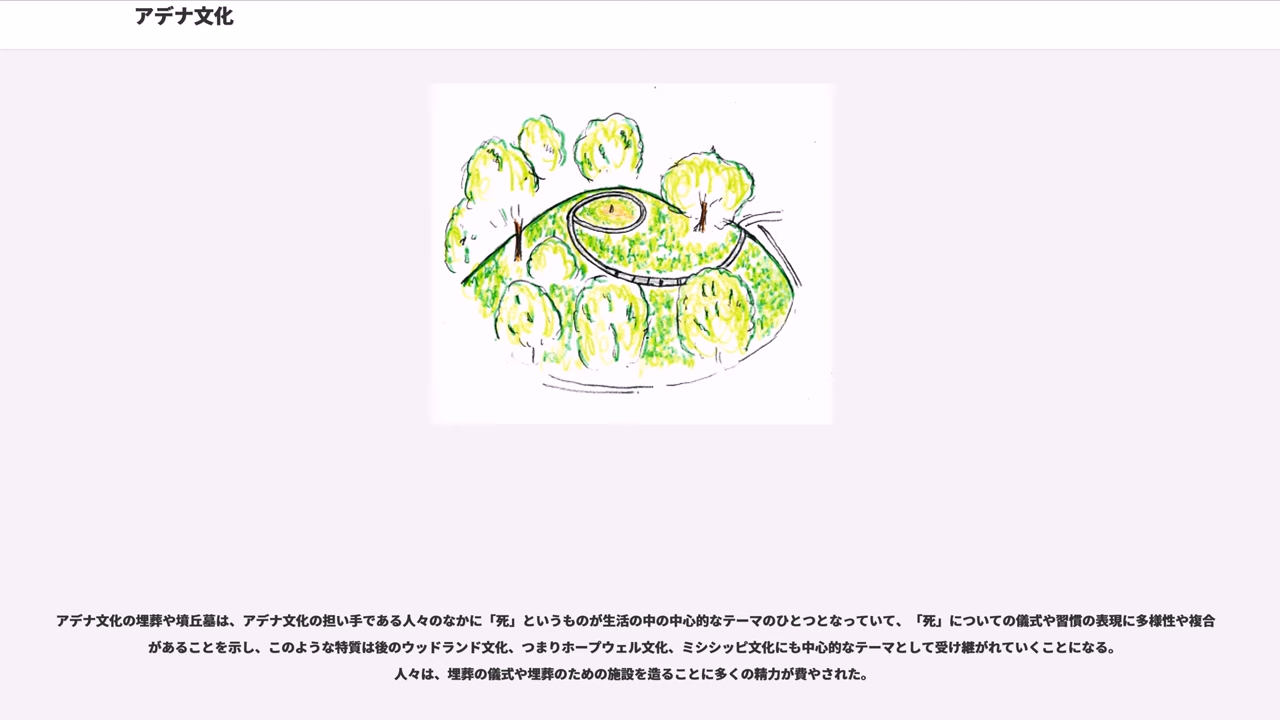 アデナ文化
アデナ文化の埋葬や墳丘墓は、アデナ文化の担い手である人々のなかに「死」というものが生活の中の中心的なテーマのひとつとなっていて、「死」についての儀式や習慣の表現に多様性や複合
があることを示し、このような特質は後のウッドランド文化、つまりホープウェル文化、ミシシッピ文化にも中心的なテーマとして受け継がれていくことになる。
人々は、埋葬の儀式や埋葬のための施設を造ることに多くの精力が費やされた。